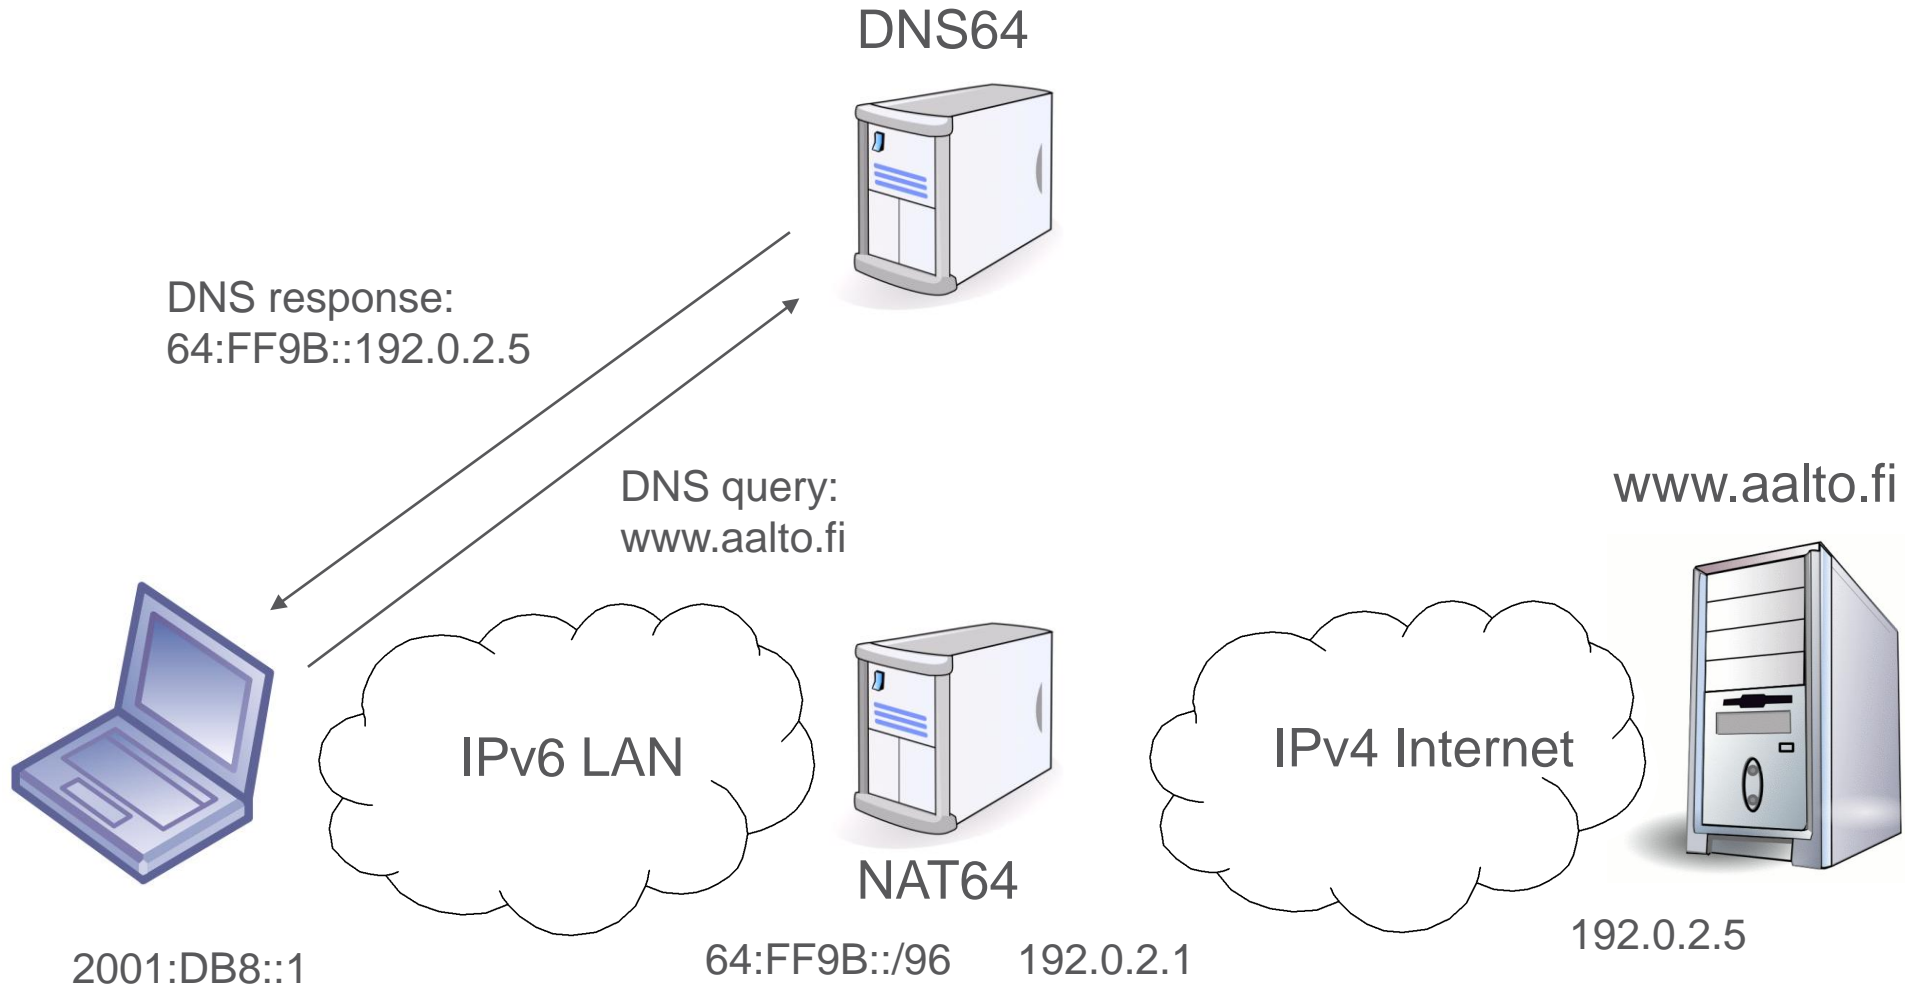 DNS64
DNS response:
64:FF9B::192.0.2.5
DNS query:
www.aalto.fi
www.aalto.fi
IPv6 LAN
IPv4 Internet
NAT64
2001:DB8::1
64:FF9B::/96
192.0.2.1
192.0.2.5